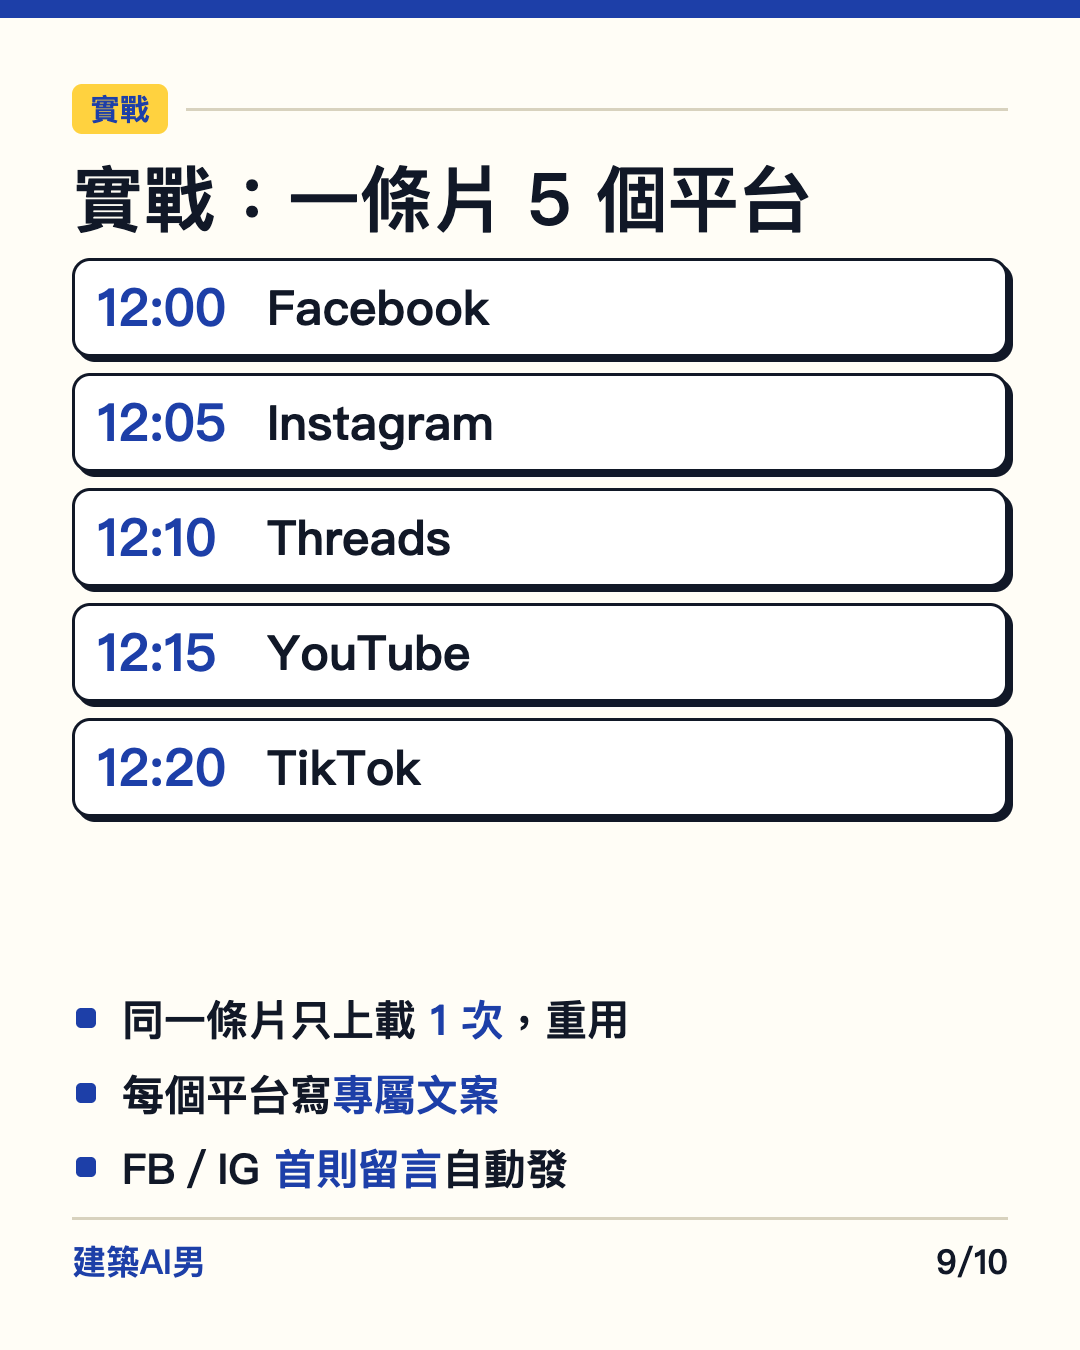 實戰
實戰：一條片 5 個平台
12:00 Facebook
12:05 Instagram
12:10 Threads
12:15 YouTube
12:20 TikTok
同一條片只上載 1 次，重用
每個平台寫專屬文案
FB / IG 首則留言自動發
建築AI男
9/10